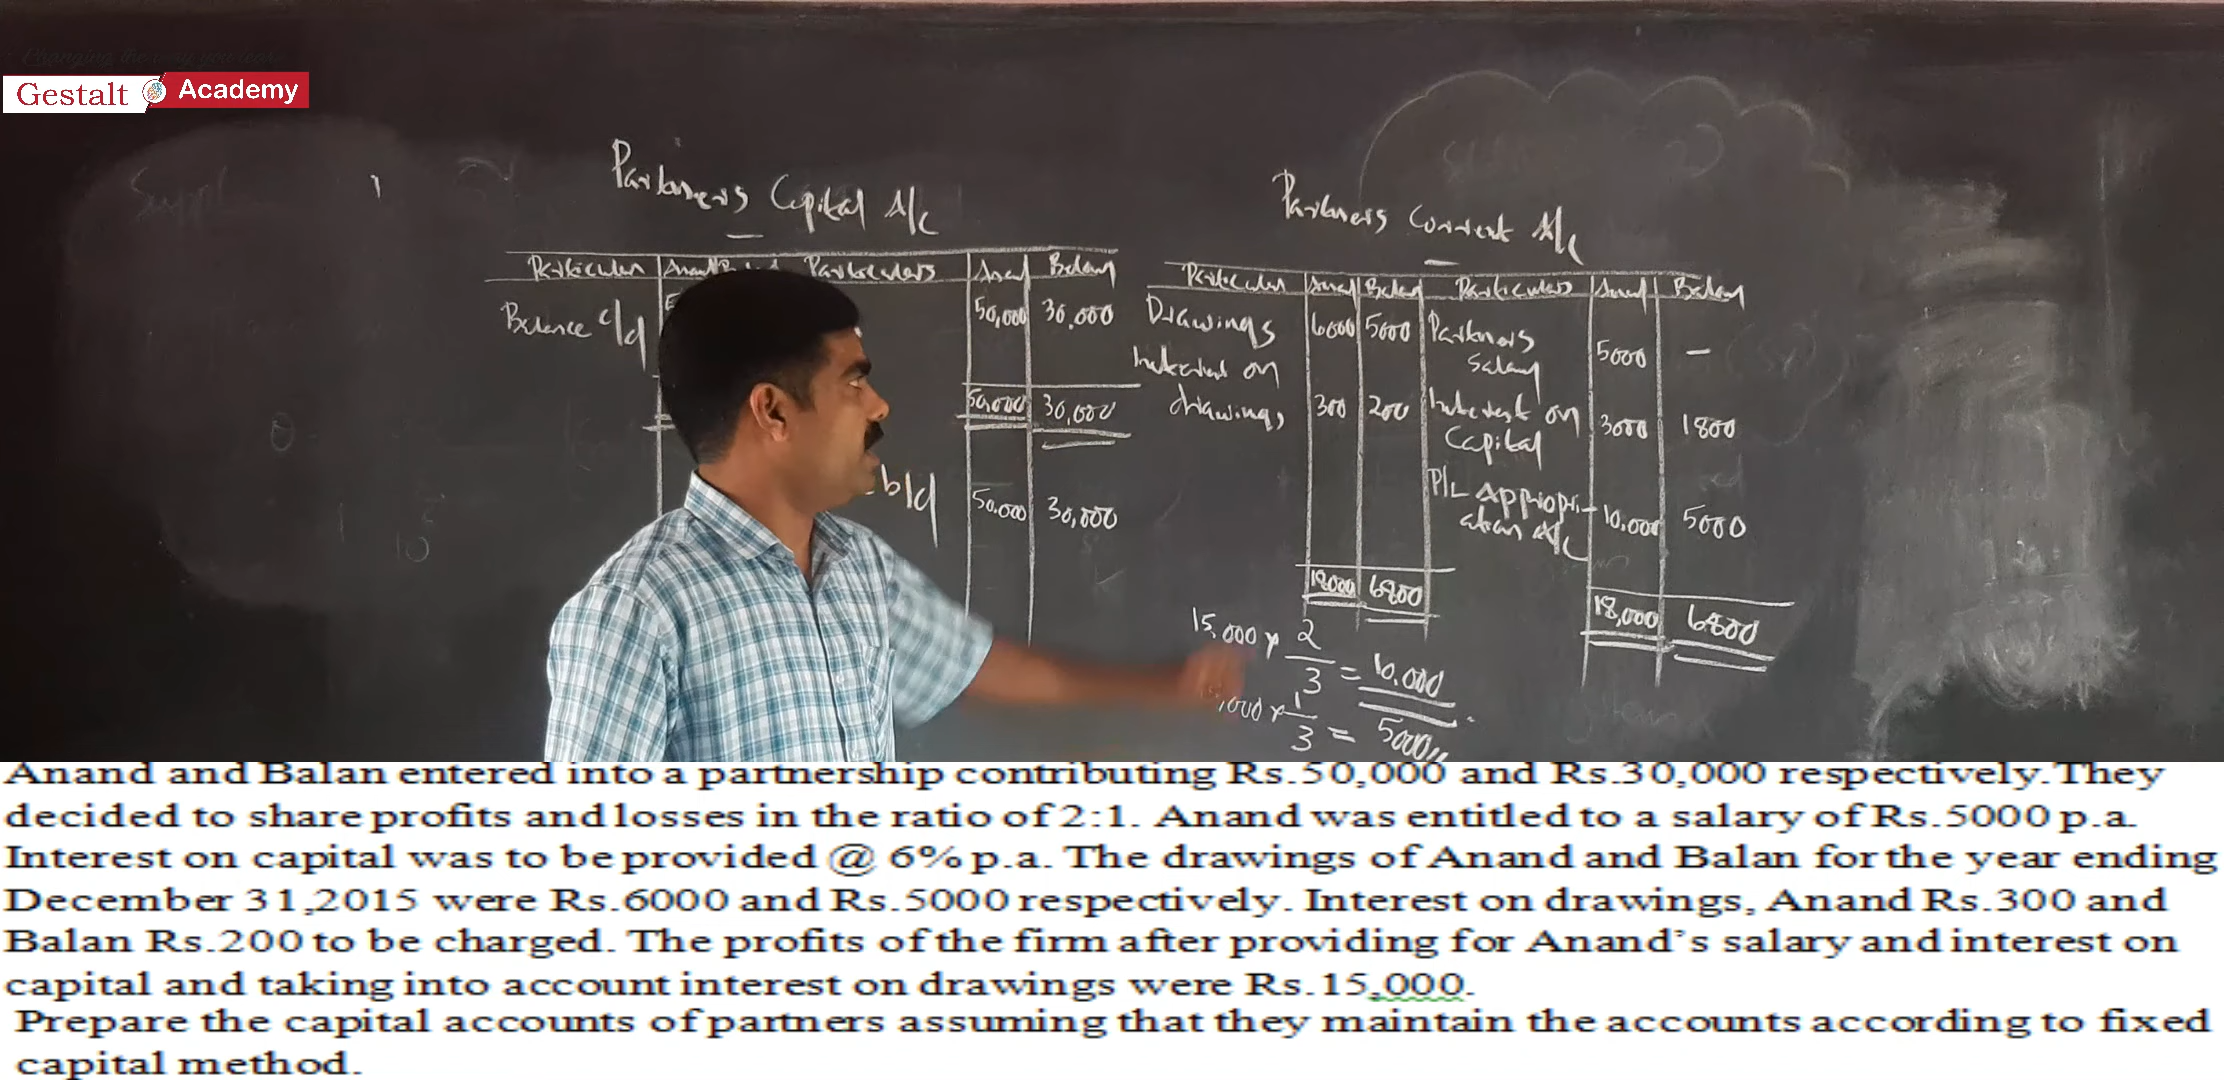 Gestalt Academy
Partners Capital A/c
Particulars Anand Particulars Anand Balan
Balance c/d 50,000 30,000
50,000 30,000
b/d 50,000 30,000
Partners Current A/c
Particulars Anand Balan Particulars Anand Balan
Drawings 6000 5000 Partners Salary 5000 -
Interest on drawings 300 200 Interest on Capital 3000 1800
P/L Appropri-ation A/c 10,000 5000
18000 6800 18,000 6800
15,000 x 2/3 = 10,000
,000 x 1/3 = 5000
Anand and Balan entered into a partnership contributing Rs.50,000 and Rs.30,000 respectively.They
decided to share profits and losses in the ratio of 2:1. Anand was entitled to a salary of Rs.5000 p.a.
Interest on capital was to be provided @ 6% p.a. The drawings of Anand and Balan for the year ending
December 31,2015 were Rs.6000 and Rs.5000 respectively. Interest on drawings, Anand Rs.300 and
Balan Rs.200 to be charged. The profits of the firm after providing for Anand's salary and interest on
capital and taking into account interest on drawings were Rs.15,000.
Prepare the capital accounts of partners assuming that they maintain the accounts according to fixed
capital method.